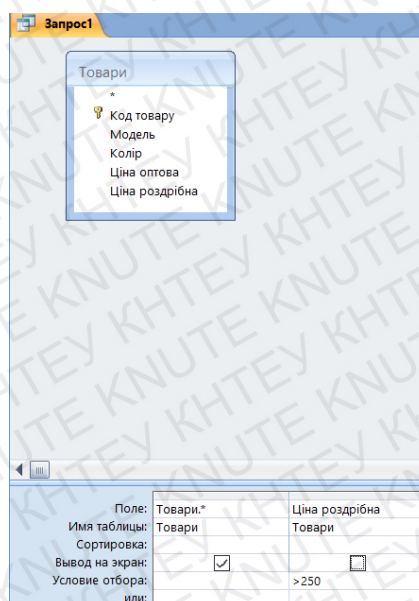 Запрос1
Товари
*
Код товару
Модель
Колір
Ціна оптова
Ціна роздрібна
Поле: Товари.* Ціна роздрібна
Имя таблицы: Товари Товари
Сортировка:
Вывод на экран:
Условие отбора: >250
или:
KNUTE KHTEY